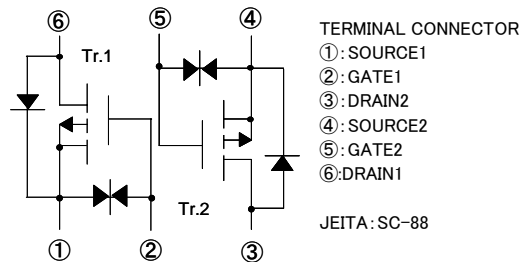 ⑥
⑤
④
Tr.1
Tr.2
①
②
③
TERMINAL CONNECTOR
①:SOURCE1
②:GATE1
③:DRAIN2
④:SOURCE2
⑤:GATE2
⑥:DRAIN1
JEITA:SC-88